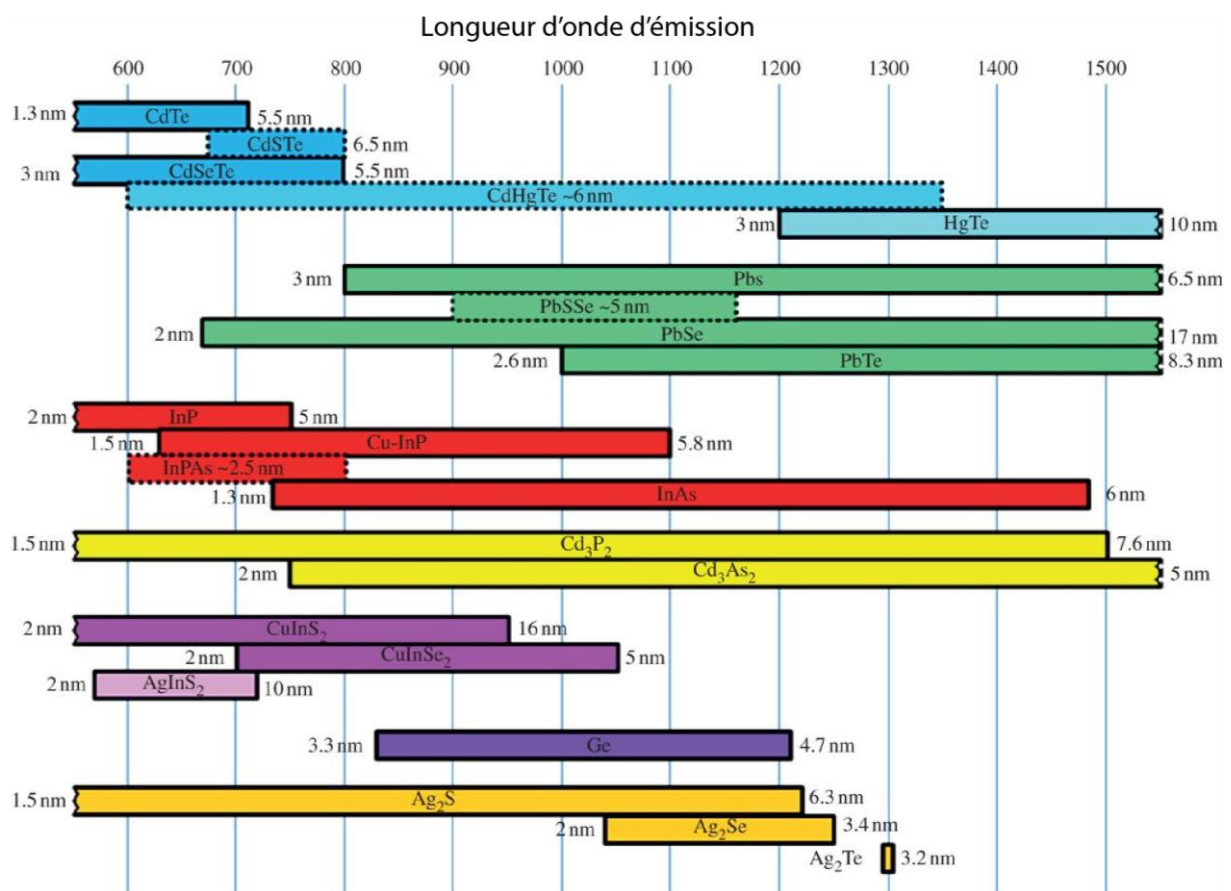 Longueur d’onde d’émission
600 700 800 900 1000 1100 1200 1300 1400 1500
1.3 nm CdTe 5.5 nm
CdSTe 6.5 nm
3 nm CdSeTe 5.5 nm
CdHgTe ~6 nm
3 nm HgTe 10 nm
3 nm Pbs 6.5 nm
PbSSe ~5 nm
2 nm PbSe 17 nm
2.6 nm PbTe 8.3 nm
2 nm InP 5 nm
1.5 nm Cu-InP 5.8 nm
InPAs ~2.5 nm
1.3 nm InAs 6 nm
1.5 nm Cd₃P₂ 7.6 nm
2 nm Cd₃As₂ 5 nm
2 nm CuInS₂ 16 nm
2 nm CuInSe₂ 5 nm
2 nm AgInS₂ 10 nm
3.3 nm Ge 4.7 nm
1.5 nm Ag₂S 6.3 nm
2 nm Ag₂Se 3.4 nm
Ag₂Te 3.2 nm